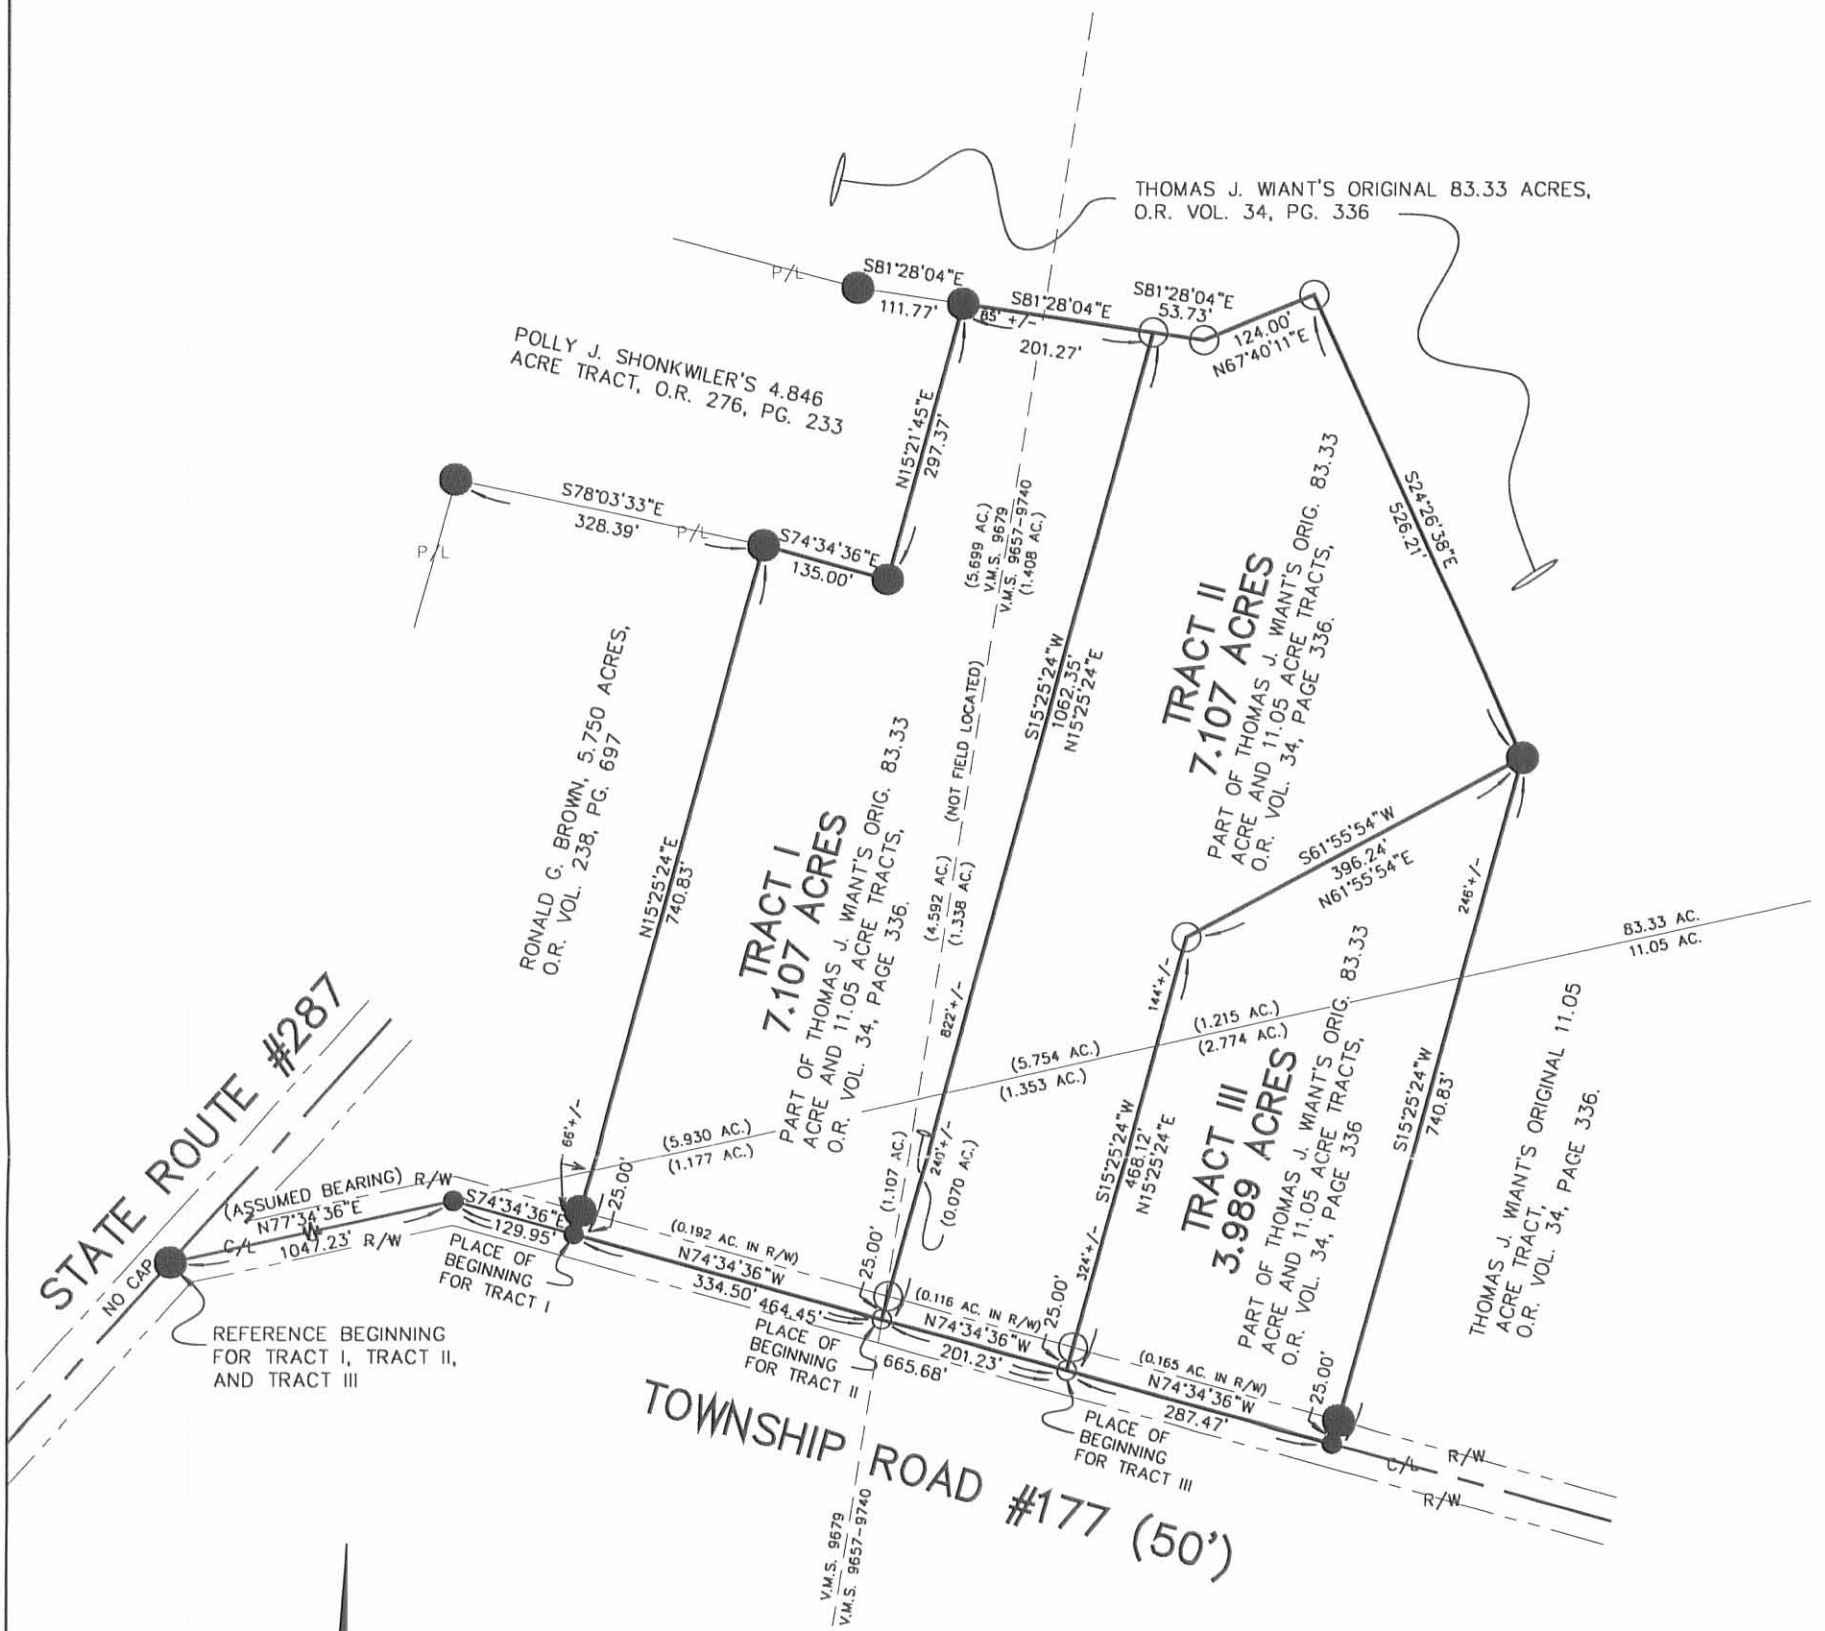 THOMAS J. WIANT'S ORIGINAL 83.33 ACRES,
O.R. VOL. 34, PG. 336
P/L
S81°28'04"E
111.77'
85' +/-
S81°28'04"E
201.27'
S81°28'04"E
53.73'
124.00'
N67°40'11"E
POLLY J. SHONKWILER'S 4.846
ACRE TRACT, O.R. 276, PG. 233
N15°21'45"E
297.37'
S78°03'33"E
328.39'
P/L
P/L
S74°34'36"E
135.00'
(5.699 AC.)
V.M.S. 9679
V.M.S. 9657-9740
(1.408 AC.)
S24°26'38"E
526.21'
TRACT II
7.107 ACRES
PART OF THOMAS J. WIANT'S ORIG. 83.33
ACRE AND 11.05 ACRE TRACTS,
O.R. VOL. 34, PAGE 336.
S15°25'24"W
1062.35'
N15°25'24"E
(NOT FIELD LOCATED)
RONALD G. BROWN, 5.750 ACRES,
O.R. VOL. 238, PG. 697
N15°25'24"E
740.83'
TRACT I
7.107 ACRES
PART OF THOMAS J. WIANT'S ORIG. 83.33
ACRE AND 11.05 ACRE TRACTS,
O.R. VOL. 34, PAGE 336.
(4.592 AC.)
(1.338 AC.)
822'+/-
S61°55'54"W
396.24'
N61°55'54"E
246'+/-
83.33 AC.
11.05 AC.
144'+/-
(1.215 AC.)
(2.774 AC.)
(5.754 AC.)
(1.353 AC.)
(5.930 AC.)
(1.177 AC.)
TRACT III
3.989 ACRES
PART OF THOMAS J. WIANT'S ORIG. 83.33
ACRE AND 11.05 ACRE TRACTS,
O.R. VOL. 34, PAGE 336
S15°25'24"W
468.12'
N15°25'24"E
324'+/-
S15°25'24"W
740.83'
THOMAS J. WIANT'S ORIGINAL 11.05
ACRE TRACT,
O.R. VOL. 34, PAGE 336.
STATE ROUTE #287
NO CAP
(ASSUMED BEARING) R/W
N77°34'36"E
C/L
1047.23' R/W
66'+/-
25.00'
S74°34'36"E
129.95'
PLACE OF
BEGINNING
FOR TRACT I
REFERENCE BEGINNING
FOR TRACT I, TRACT II,
AND TRACT III
(0.192 AC. IN R/W)
N74°34'36"W
334.50'
464.45'
(1.107 AC.)
240'+/-
(0.070 AC.)
25.00'
PLACE OF
BEGINNING
FOR TRACT II
(0.116 AC. IN R/W)
N74°34'36"W
201.23'
665.68'
25.00'
(0.165 AC. IN R/W)
N74°34'36"W
287.47'
25.00'
PLACE OF
BEGINNING
FOR TRACT III
R/W
C/L
R/W
TOWNSHIP ROAD #177 (50')
V.M.S. 9679
V.M.S. 9657-9740